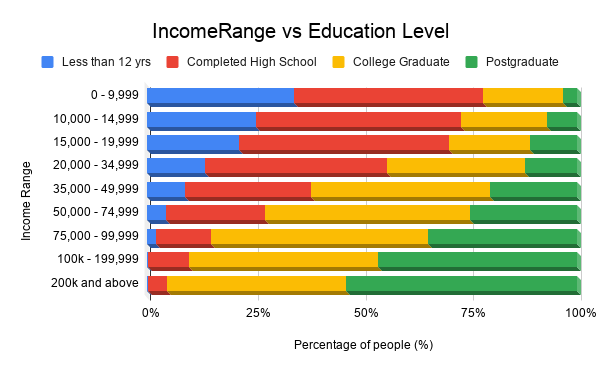 IncomeRange vs Education Level
Less than 12 yrs Completed High School College Graduate Postgraduate
0 - 9,999
10,000 - 14,999
15,000 - 19,999
20,000 - 34,999
35,000 - 49,999
50,000 - 74,999
75,000 - 99,999
100k - 199,999
200k and above
Income Range
0% 25% 50% 75% 100%
Percentage of people (%)